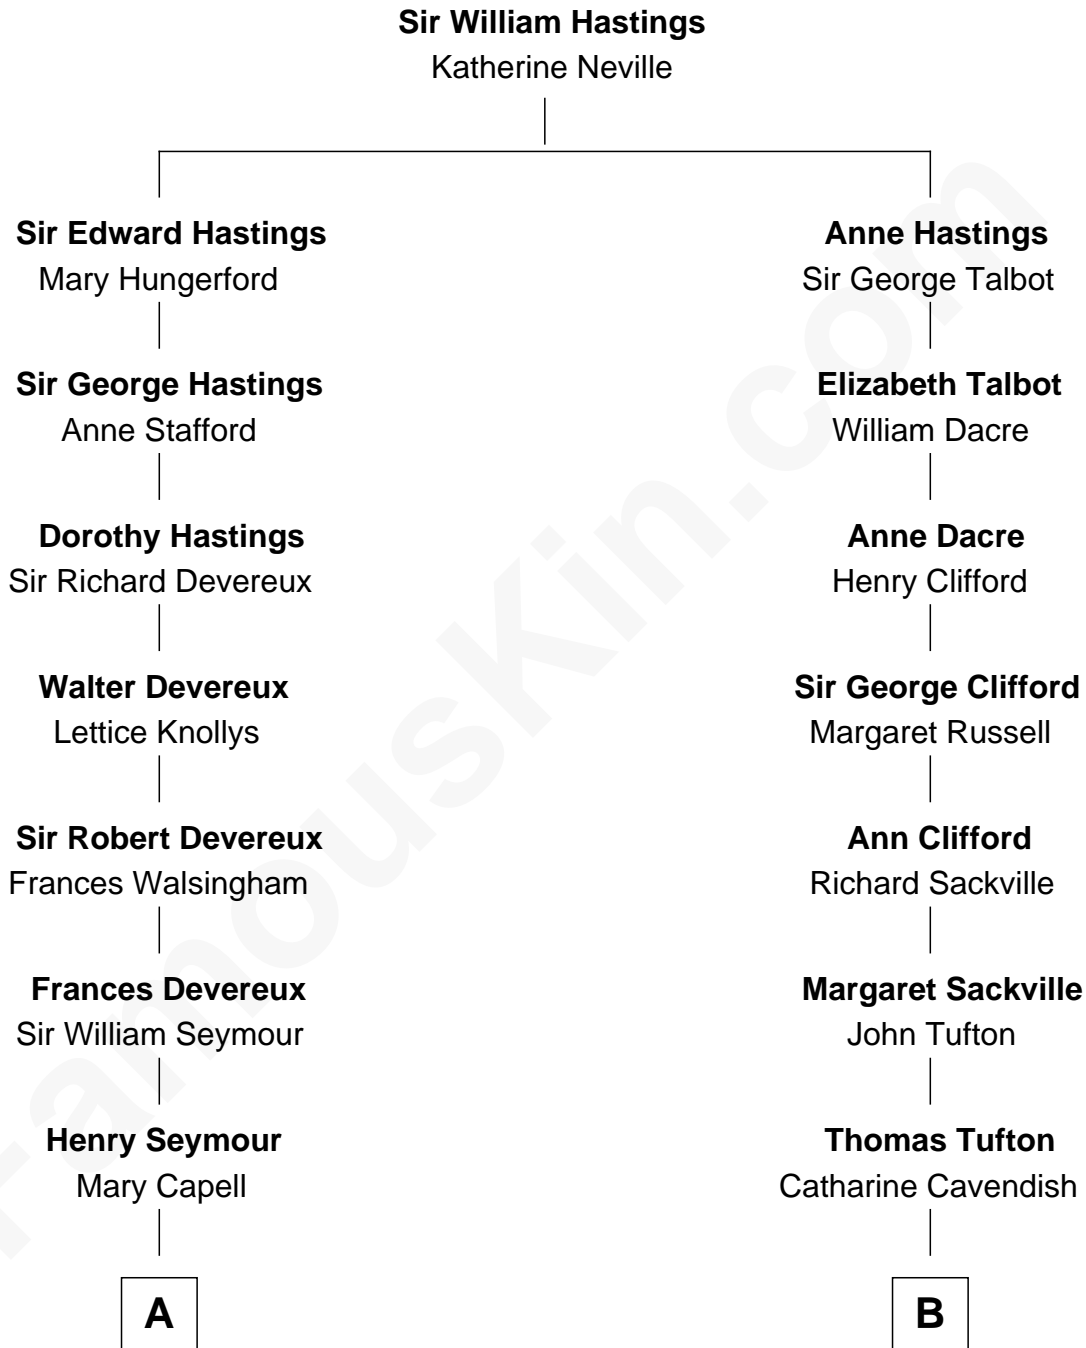 Sir William Hastings
Katherine Neville
Sir Edward Hastings
Mary Hungerford
Anne Hastings
Sir George Talbot
Sir George Hastings
Anne Stafford
Elizabeth Talbot
William Dacre
Dorothy Hastings
Sir Richard Devereux
Anne Dacre
Henry Clifford
Walter Devereux
Lettice Knollys
Sir George Clifford
Margaret Russell
Sir Robert Devereux
Frances Walsingham
Ann Clifford
Richard Sackville
Frances Devereux
Sir William Seymour
Margaret Sackville
John Tufton
Henry Seymour
Mary Capell
Thomas Tufton
Catharine Cavendish
A
B
FamousKin.com